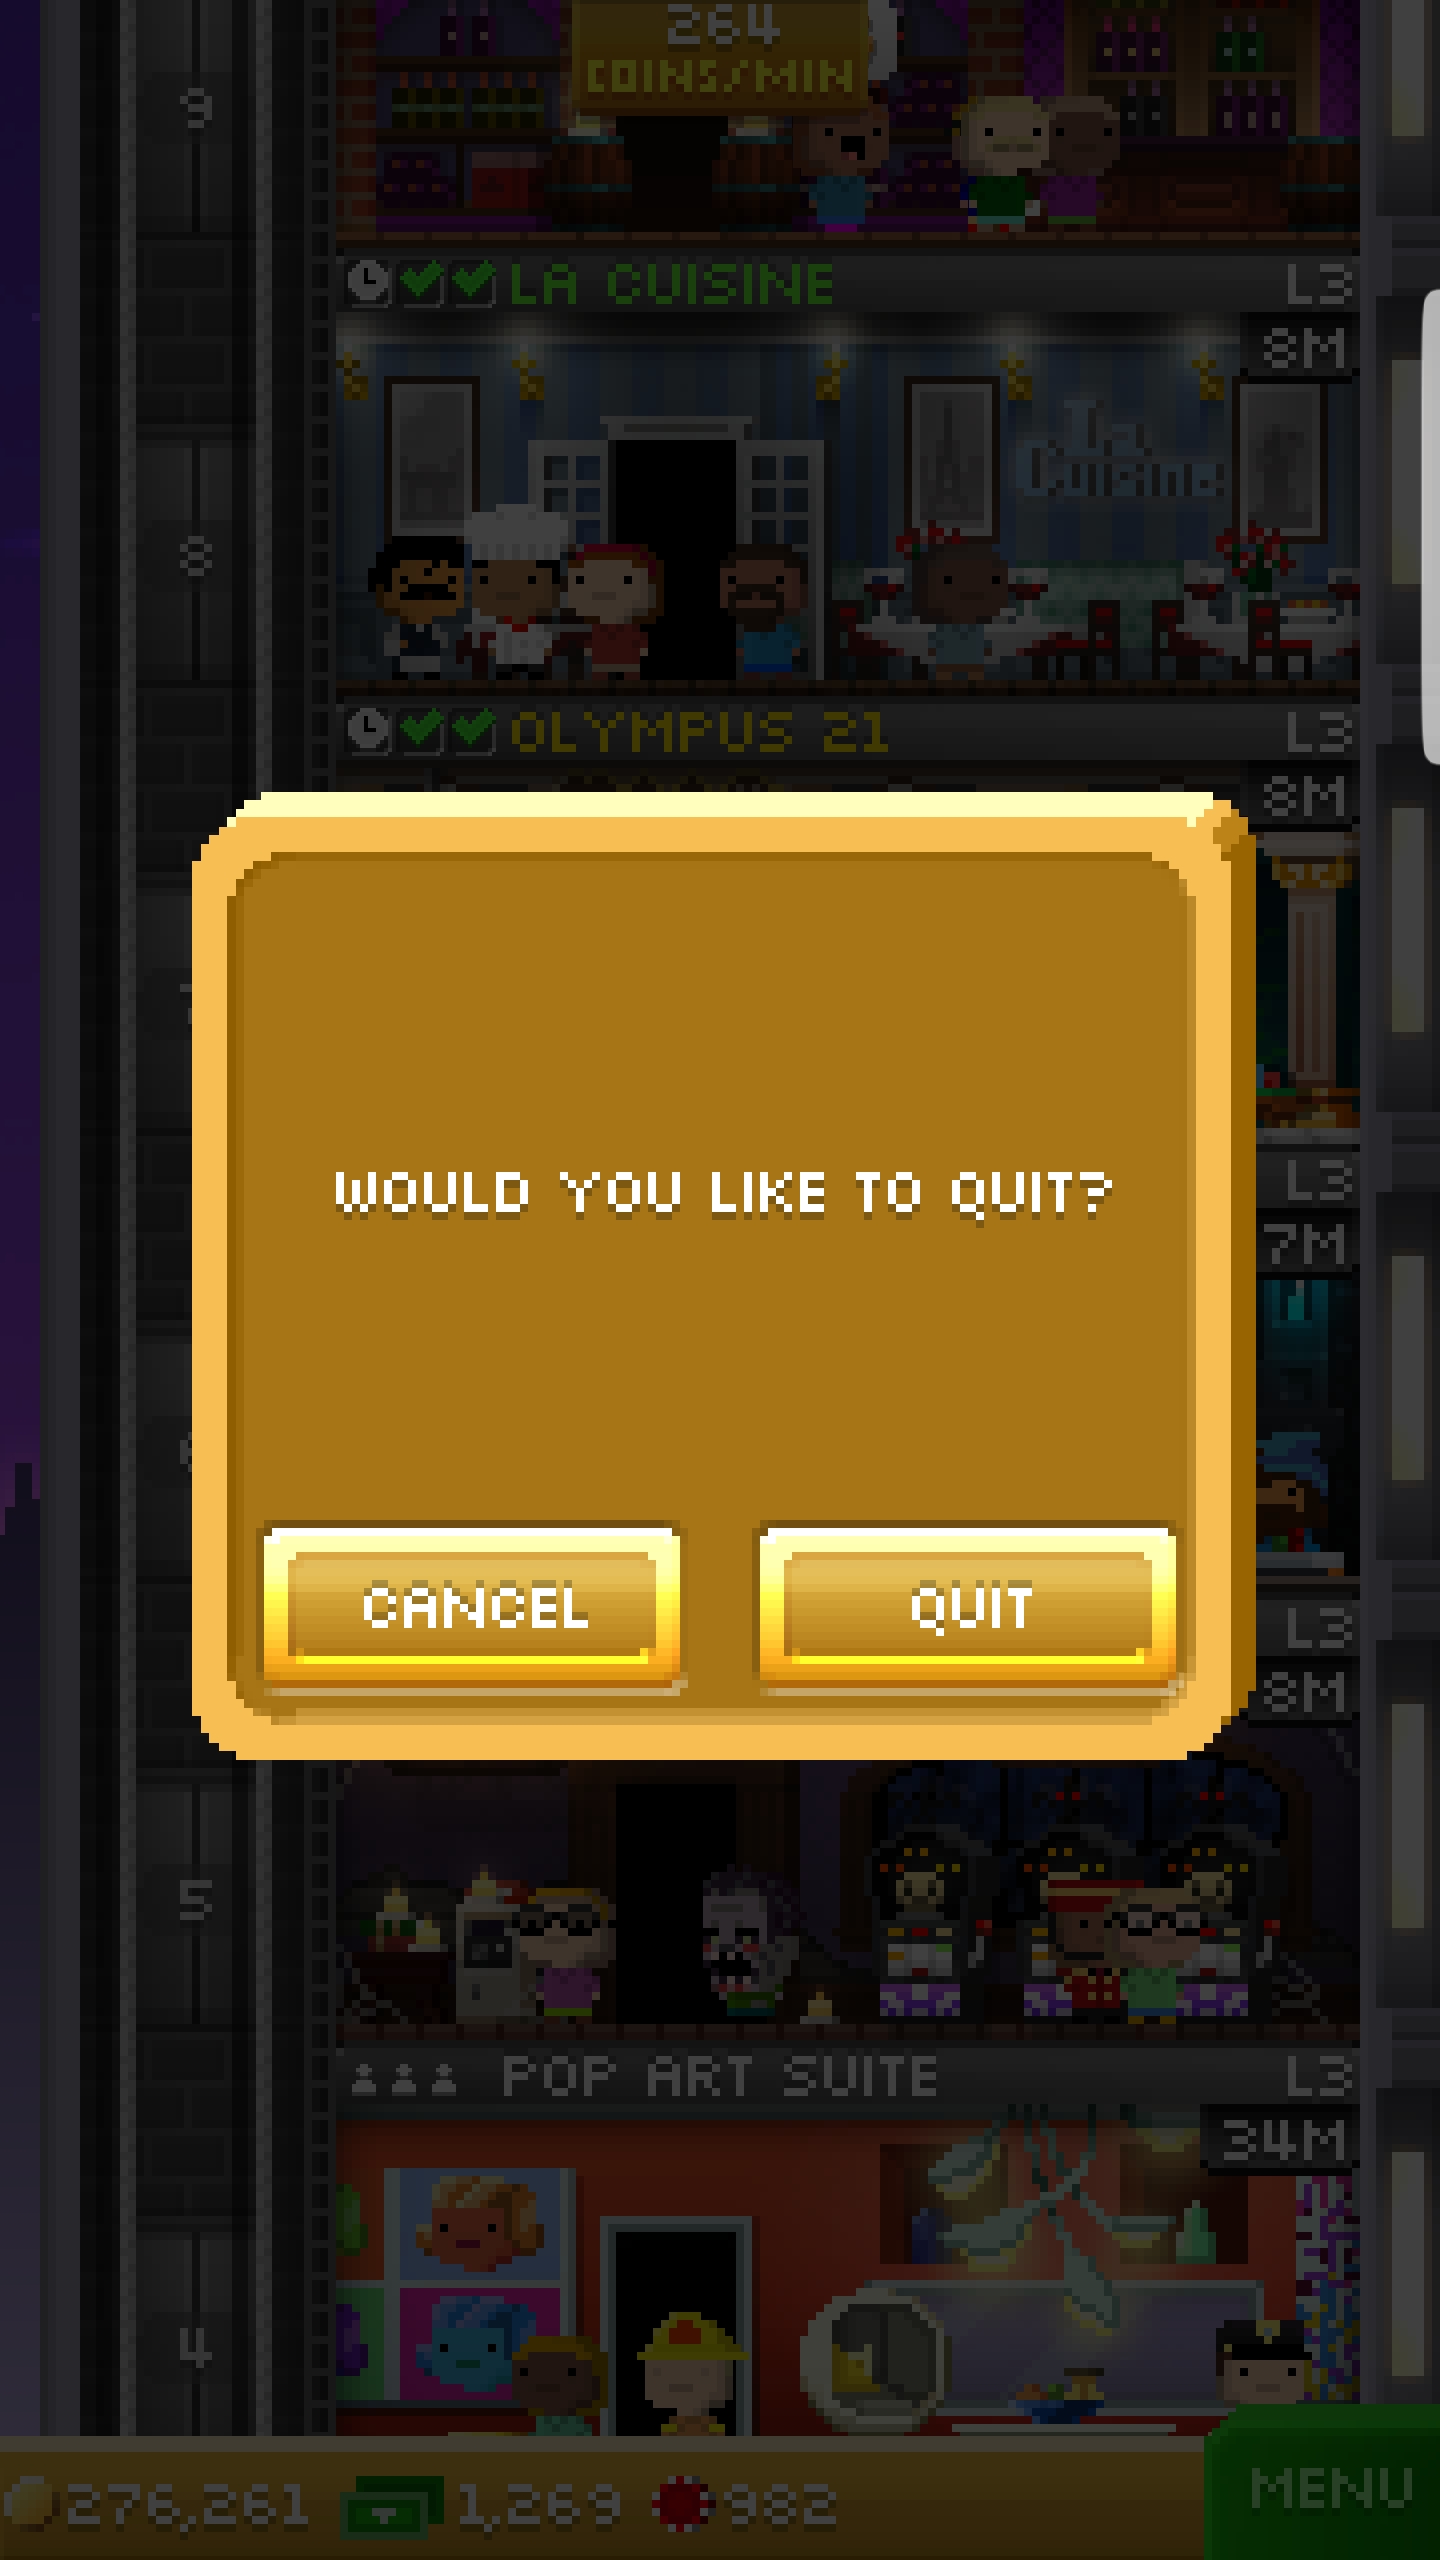 264
COINS/MIN
9
LA CUISINE L3
8M
La
Cuisine
8
OLYMPUS 21 L3
8M
L3
7M
WOULD YOU LIKE TO QUIT?
CANCEL QUIT
L3
8M
5
POP ART SUITE L3
34M
4
276,261 1,269 982 MENU